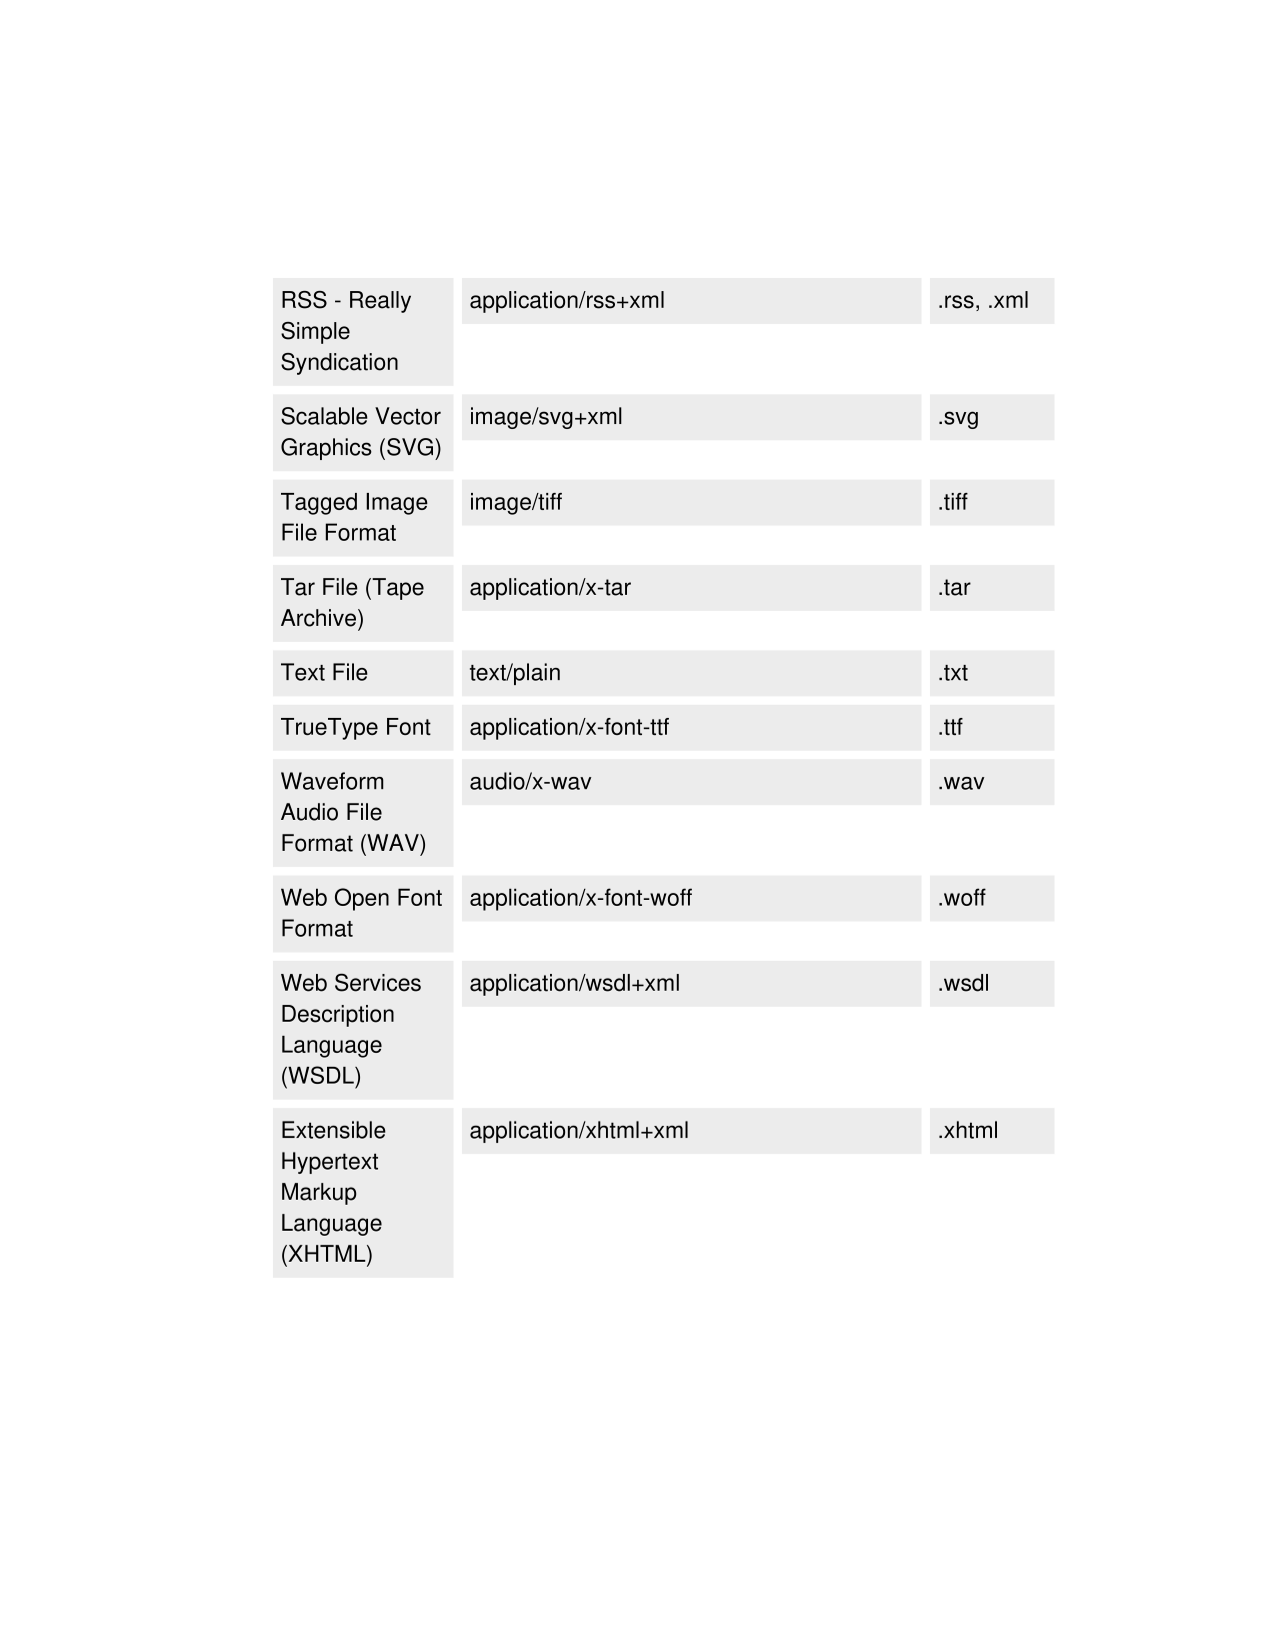 RSS - Really application/rss+xml .rss, .xml
Simple
Syndication
Scalable Vector image/svg+xml .svg
Graphics (SVG)
Tagged Image image/tiff .tiff
File Format
Tar File (Tape application/x-tar .tar
Archive)
Text File text/plain .txt
TrueType Font application/x-font-ttf .ttf
Waveform audio/x-wav .wav
Audio File
Format (WAV)
Web Open Font application/x-font-woff .woff
Format
Web Services application/wsdl+xml .wsdl
Description
Language
(WSDL)
Extensible application/xhtml+xml .xhtml
Hypertext
Markup
Language
(XHTML)